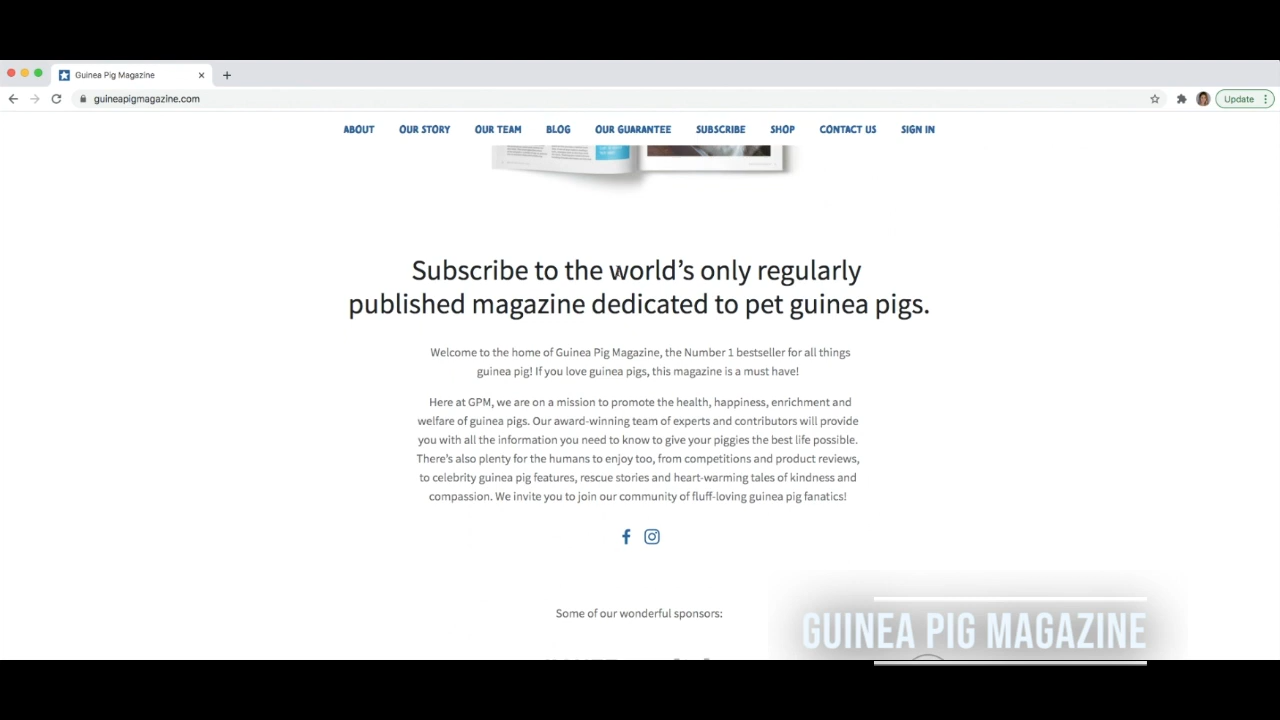 Guinea Pig Magazine
guineapigmagazine.com
Update
ABOUT OUR STORY OUR TEAM BLOG OUR GUARANTEE SUBSCRIBE SHOP CONTACT US SIGN IN
Subscribe to the world's only regularly
published magazine dedicated to pet guinea pigs.
Welcome to the home of Guinea Pig Magazine, the Number 1 bestseller for all things
guinea pig! If you love guinea pigs, this magazine is a must have!
Here at GPM, we are on a mission to promote the health, happiness, enrichment and
welfare of guinea pigs. Our award-winning team of experts and contributors will provide
you with all the information you need to know to give your piggies the best life possible.
There's also plenty for the humans to enjoy too, from competitions and product reviews,
to celebrity guinea pig features, rescue stories and heart-warming tales of kindness and
compassion. We invite you to join our community of fluff-loving guinea pig fanatics!
Some of our wonderful sponsors:
GUINEA PIG MAGAZINE